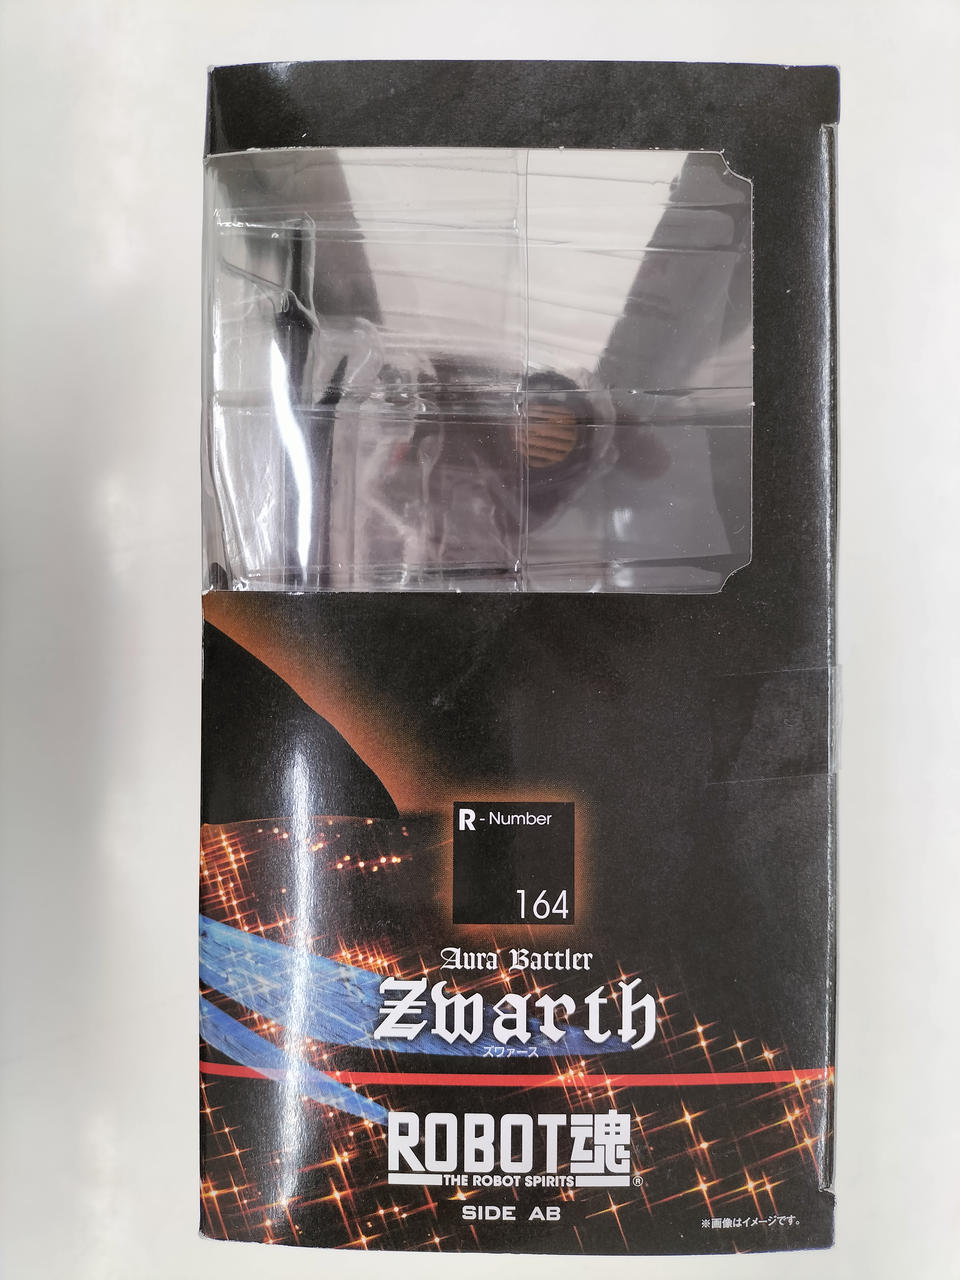 R - Number
164
Aura Battler
Zwarth
ズワァース
ROBOT魂
THE ROBOT SPIRITS ®
SIDE AB
※画像はイメージです。